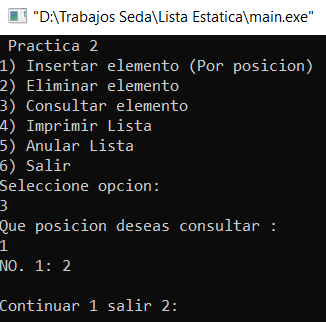 "D:\Trabajos Seda\Lista Estatica\main.exe"
Practica 2
1) Insertar elemento (Por posicion)
2) Eliminar elemento
3) Consultar elemento
4) Imprimir Lista
5) Anular Lista
6) Salir
Seleccione opcion:
3
Que posicion deseas consultar :
1
NO. 1: 2
Continuar 1 salir 2: